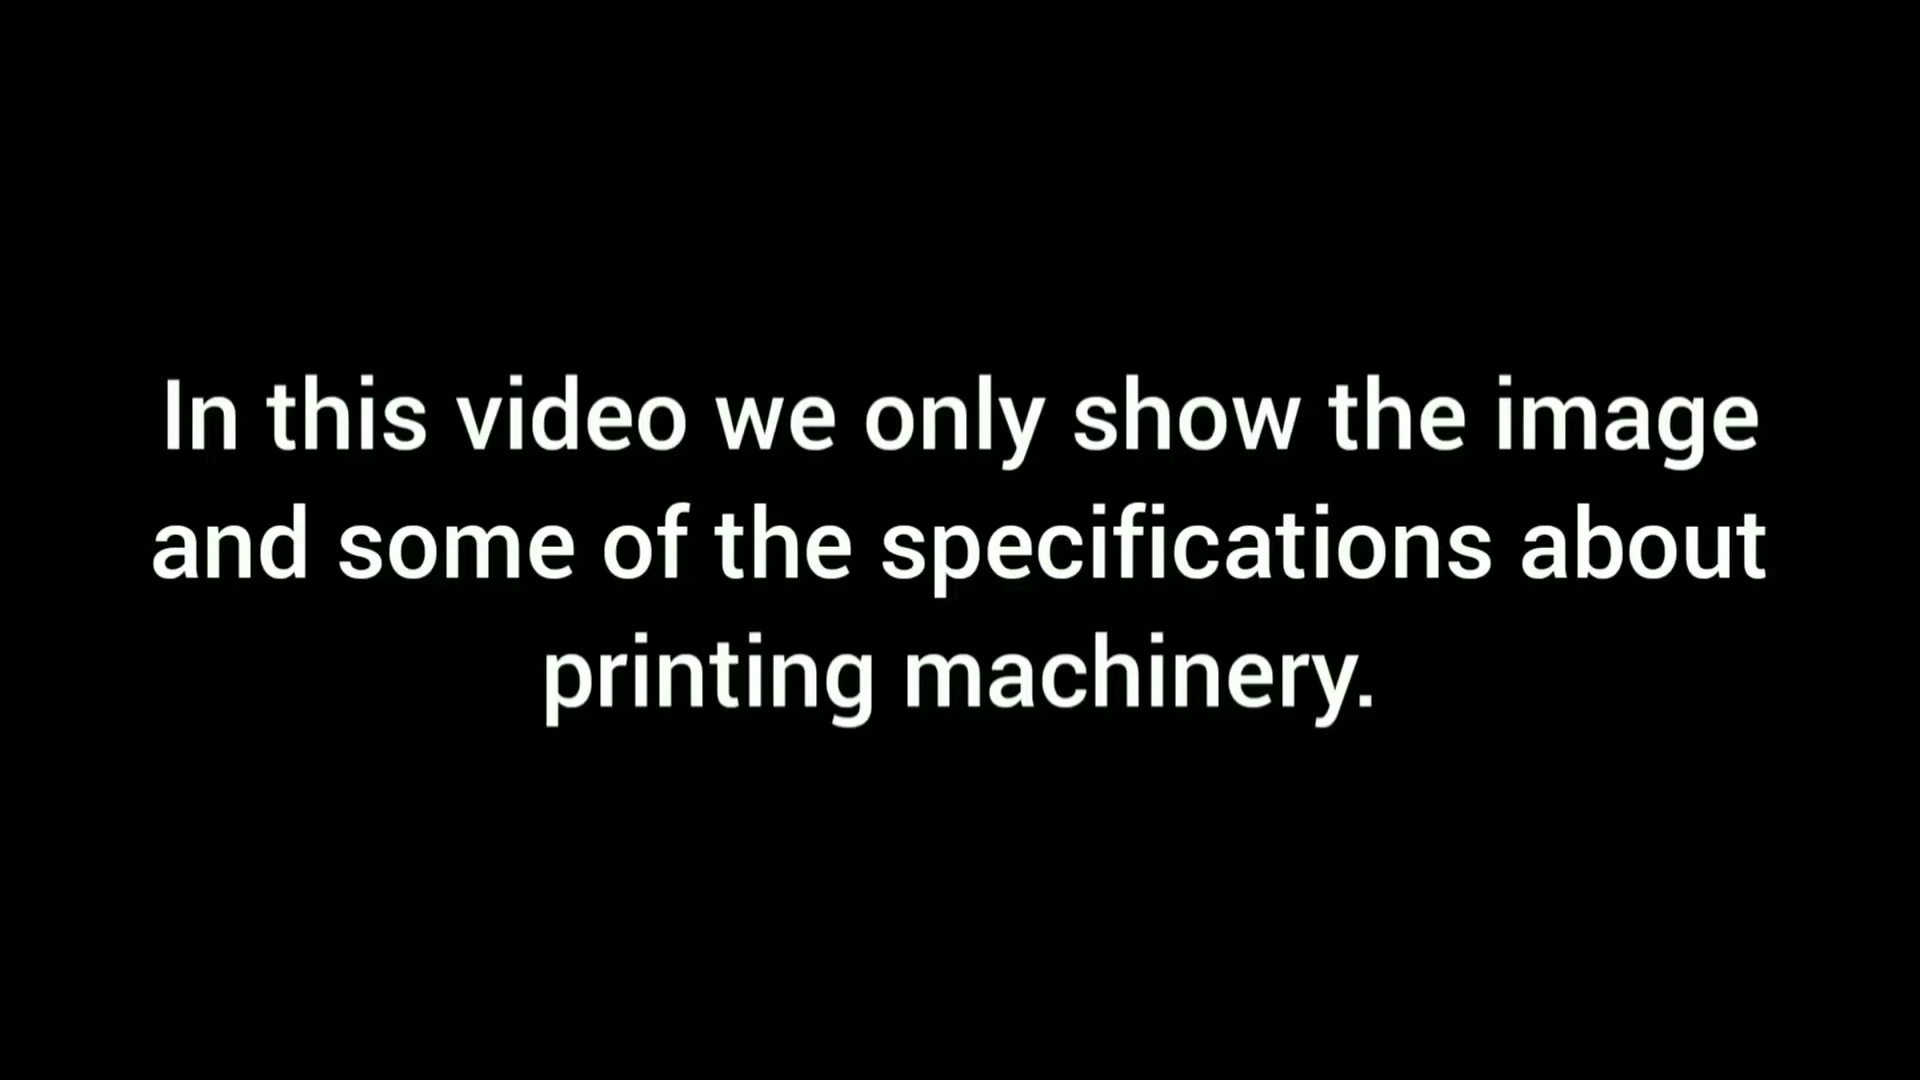 In this video we only show the image
and some of the specifications about
printing machinery.